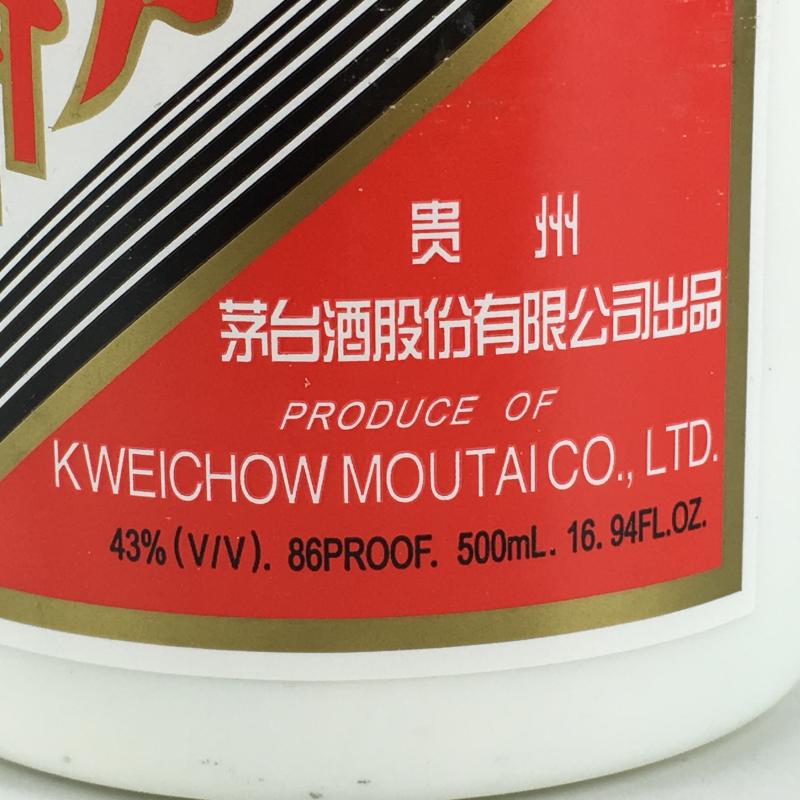 贵 州
茅台酒股份有限公司出品
PRODUCE OF
KWEICHOW MOUTAI CO., LTD.
43% (V/V). 86PROOF. 500mL. 16. 94FL.OZ.